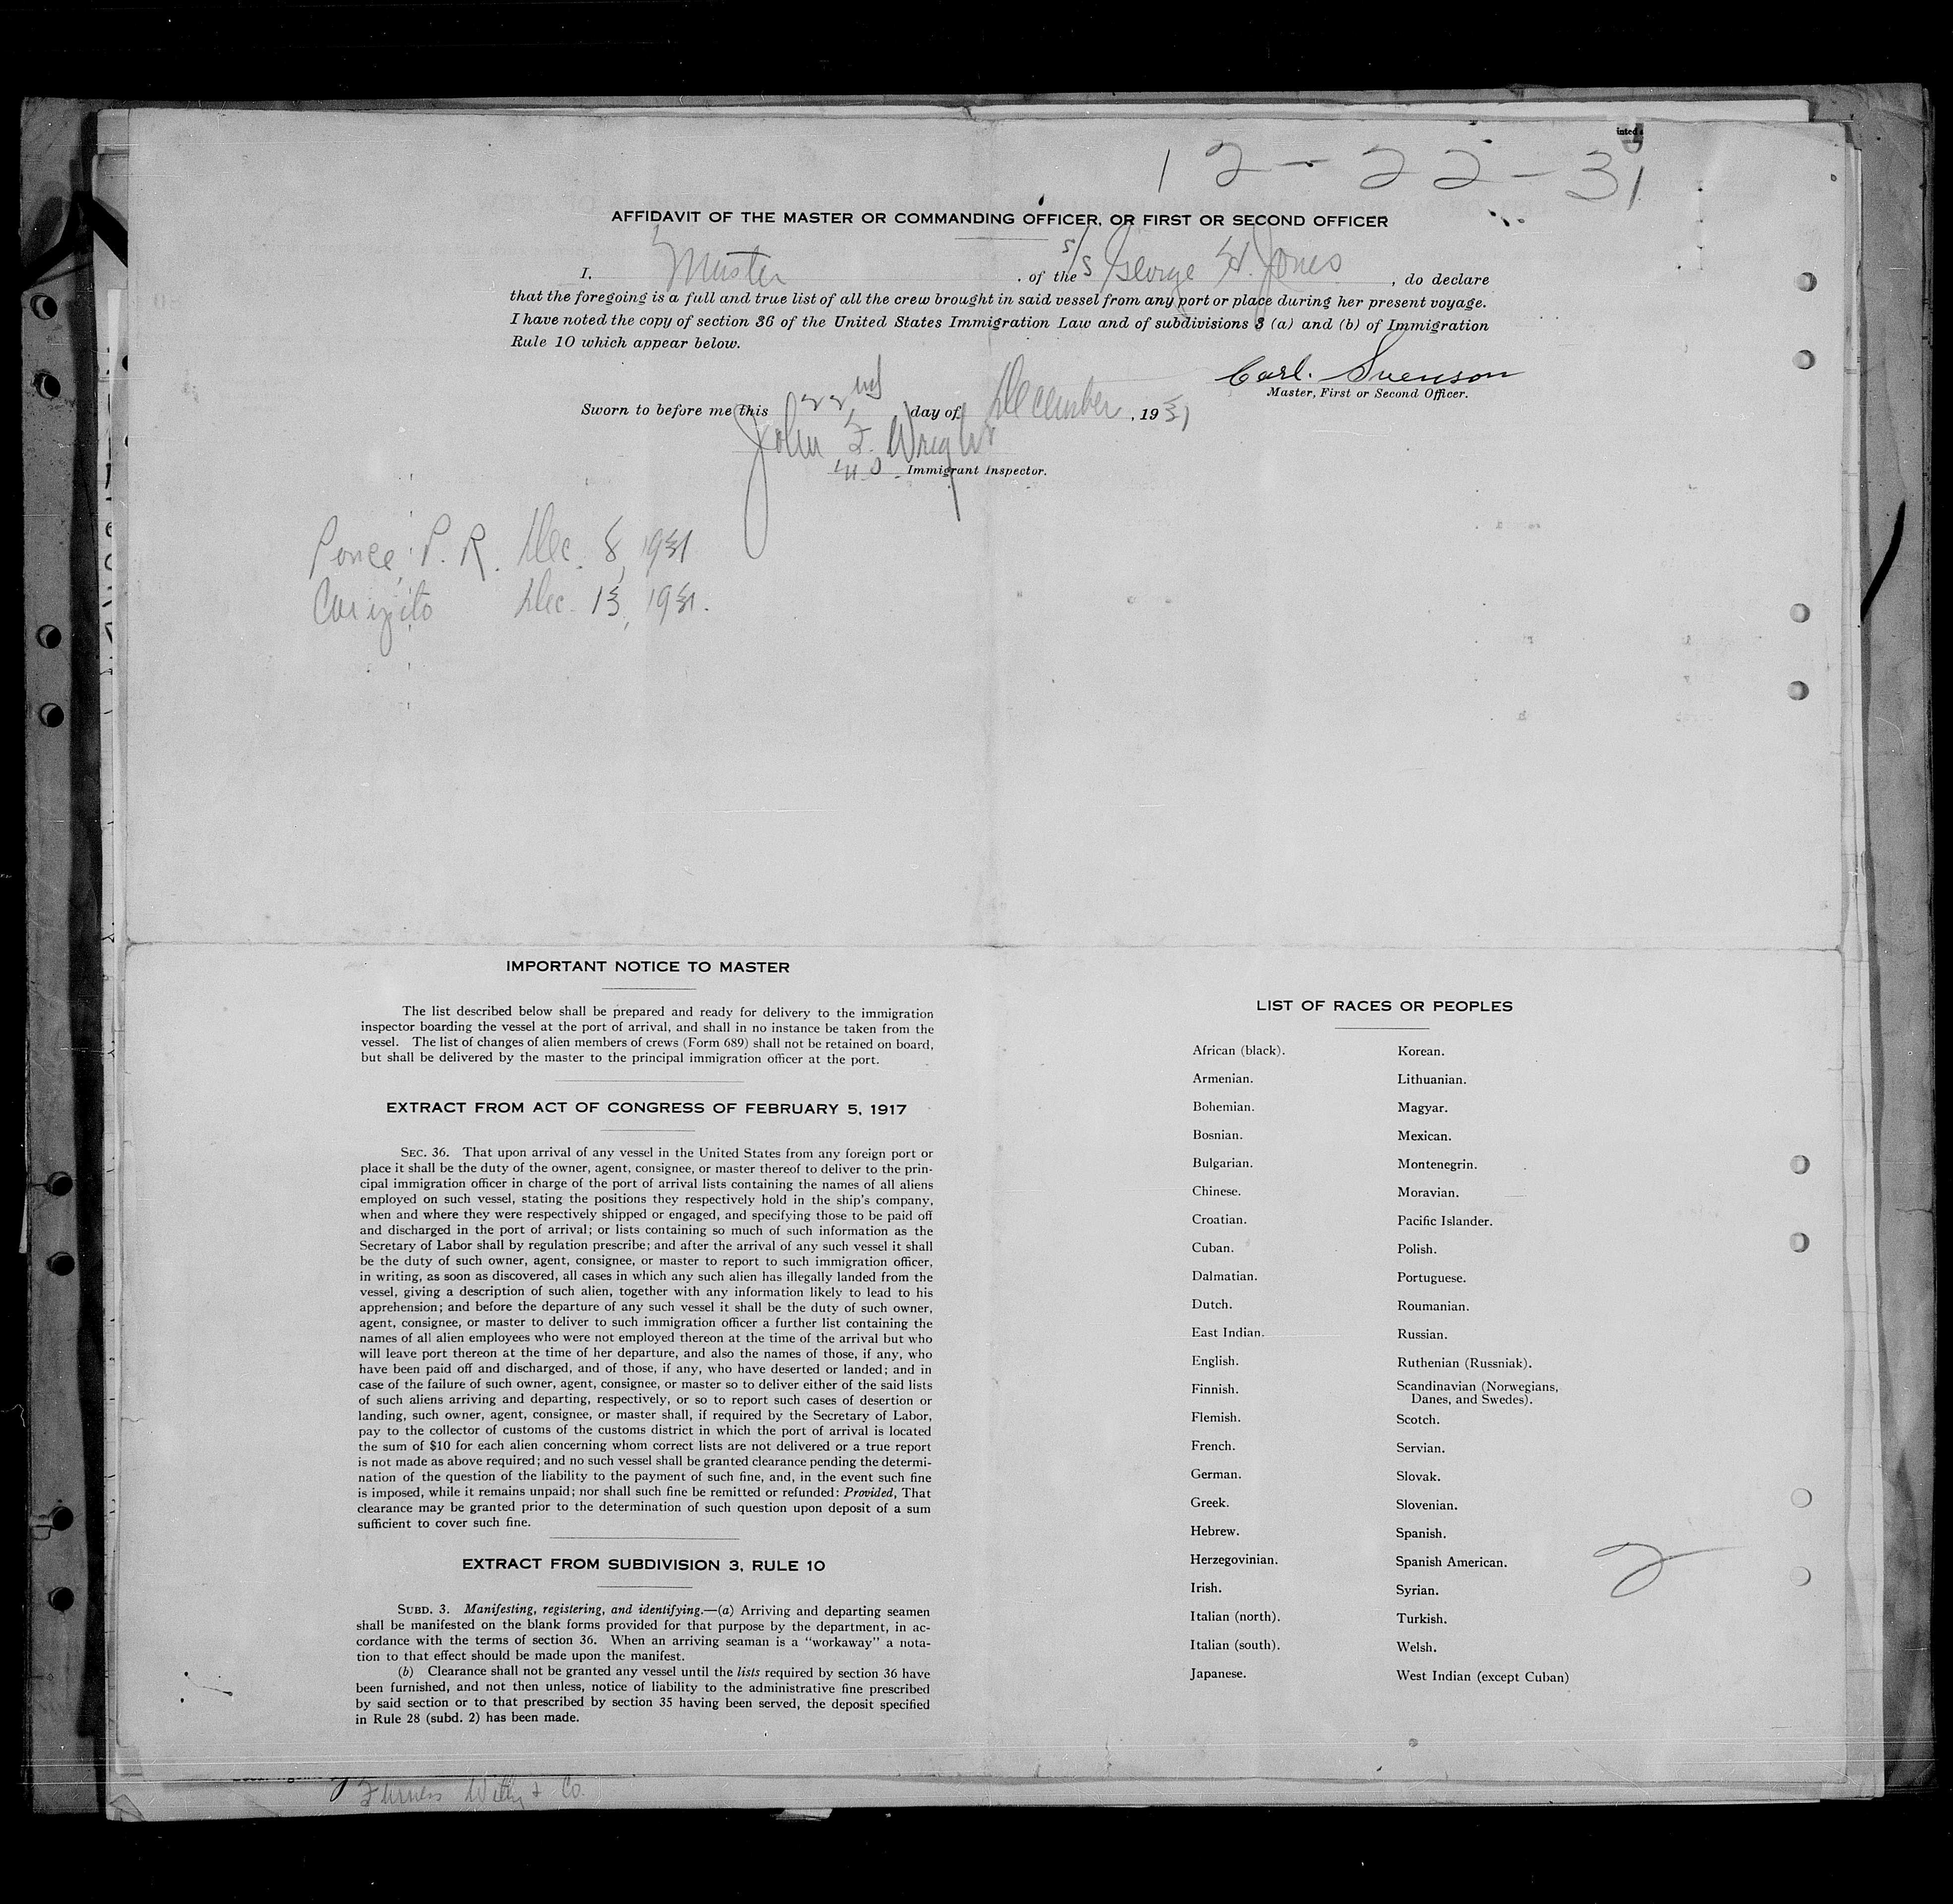 12-22-31
AFFIDAVIT OF THE MASTER OR COMMANDING OFFICER, OR FIRST OR SECOND OFFICER
I, Master, of the S/S George H. Jones, do declare
that the foregoing is a full and true list of all the crew brought in said vessel from any port or place during her present voyage.
I have noted the copy of section 36 of the United States Immigration Law and of subdivisions 3 (a) and (b) of Immigration
Rule 10 which appear below.
Carl. Svenson
Master, First or Second Officer.
Sworn to before me this 22nd day of December, 1931
John F. Wright
Immigrant Inspector.
Ponce, P. R. Dec. 8, 1931
Dec. 13, 1931.
IMPORTANT NOTICE TO MASTER
The list described below shall be prepared and ready for delivery to the immigration
inspector boarding the vessel at the port of arrival, and shall in no instance be taken from the
vessel. The list of changes of alien members of crews (Form 689) shall not be retained on board,
but shall be delivered by the master to the principal immigration officer at the port.
EXTRACT FROM ACT OF CONGRESS OF FEBRUARY 5, 1917
SEC. 36. That upon arrival of any vessel in the United States from any foreign port or
place it shall be the duty of the owner, agent, consignee, or master thereof to deliver to the prin-
cipal immigration officer in charge of the port of arrival lists containing the names of all aliens
employed on such vessel, stating the positions they respectively hold in the ship's company,
when and where they were respectively shipped or engaged, and specifying those to be paid off
and discharged in the port of arrival; or lists containing so much of such information as the
Secretary of Labor shall by regulation prescribe; and after the arrival of any such vessel it shall
be the duty of such owner, agent, consignee, or master to report to such immigration officer,
in writing, as soon as discovered, all cases in which any such alien has illegally landed from the
vessel, giving a description of such alien, together with any information likely to lead to his
apprehension; and before the departure of any such vessel it shall be the duty of such owner,
agent, consignee, or master to deliver to such immigration officer a further list containing the
names of all alien employees who were not employed thereon at the time of the arrival but who
will leave port thereon at the time of her departure, and also the names of those, if any, who
have been paid off and discharged, and of those, if any, who have deserted or landed; and in
case of the failure of such owner, agent, consignee, or master so to deliver either of the said lists
of such aliens arriving and departing, respectively, or so to report such cases of desertion or
landing, such owner, agent, consignee, or master shall, if required by the Secretary of Labor,
pay to the collector of customs of the customs district in which the port of arrival is located
the sum of $10 for each alien concerning whom correct lists are not delivered or a true report
is not made as above required; and no such vessel shall be granted clearance pending the determi-
nation of the question of the liability to the payment of such fine, and, in the event such fine
is imposed, while it remains unpaid; nor shall such fine be remitted or refunded: Provided, That
clearance may be granted prior to the determination of such question upon deposit of a sum
sufficient to cover such fine.
EXTRACT FROM SUBDIVISION 3, RULE 10
SUBD. 3. Manifesting, registering, and identifying.—(a) Arriving and departing seamen
shall be manifested on the blank forms provided for that purpose by the department, in ac-
cordance with the terms of section 36. When an arriving seaman is a "workaway" a nota-
tion to that effect should be made upon the manifest.
(b) Clearance shall not be granted any vessel until the lists required by section 36 have
been furnished, and not then unless, notice of liability to the administrative fine prescribed
by said section or to that prescribed by section 35 having been served, the deposit specified
in Rule 28 (subd. 2) has been made.
LIST OF RACES OR PEOPLES
African (black).
Armenian.
Bohemian.
Bosnian.
Bulgarian.
Chinese.
Croatian.
Cuban.
Dalmatian.
Dutch.
East Indian.
English.
Finnish.
Flemish.
French.
German.
Greek.
Hebrew.
Herzegovinian.
Irish.
Italian (north).
Italian (south).
Japanese.
Korean.
Lithuanian.
Magyar.
Mexican.
Montenegrin.
Moravian.
Pacific Islander.
Polish.
Portuguese.
Roumanian.
Russian.
Ruthenian (Russniak).
Scandinavian (Norwegians,
Danes, and Swedes).
Scotch.
Servian.
Slovak.
Slovenian.
Spanish.
Spanish American.
Syrian.
Turkish.
Welsh.
West Indian (except Cuban)
2
Furness Withy & Co.